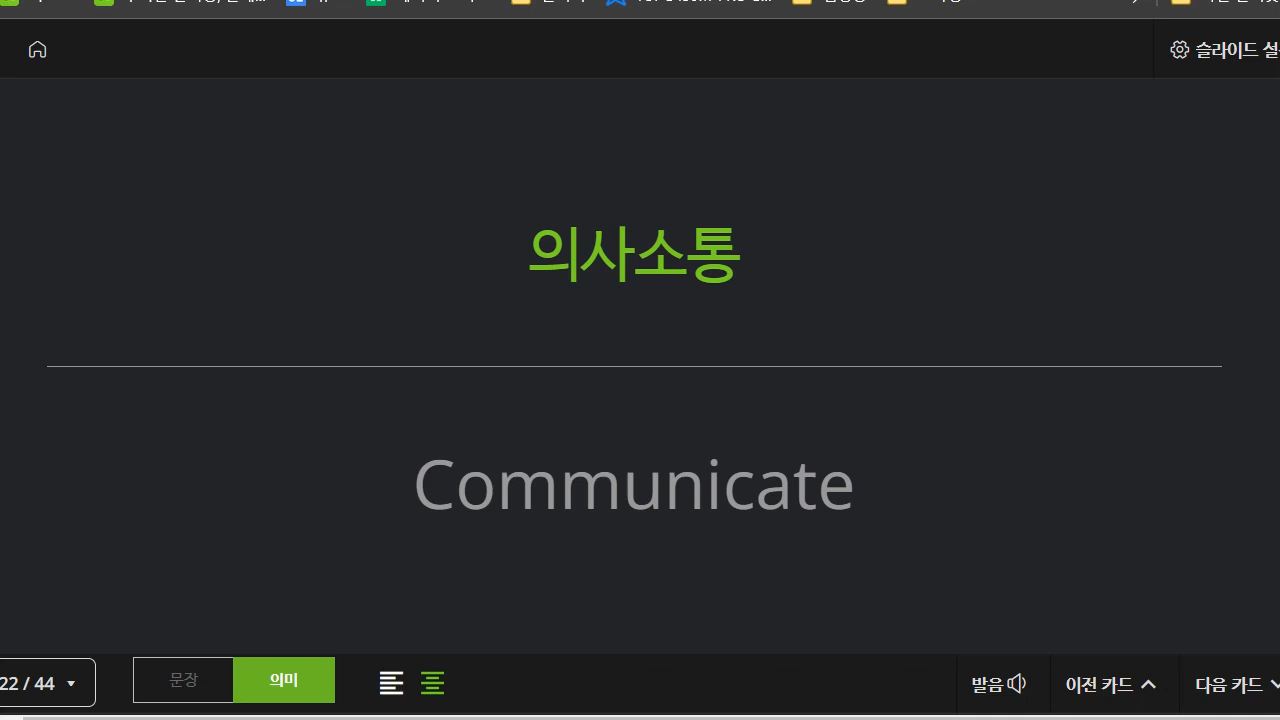 슬라이드
의사소통
Communicate
22 / 44
문장
의미
발음
이전 카드
다음 카드